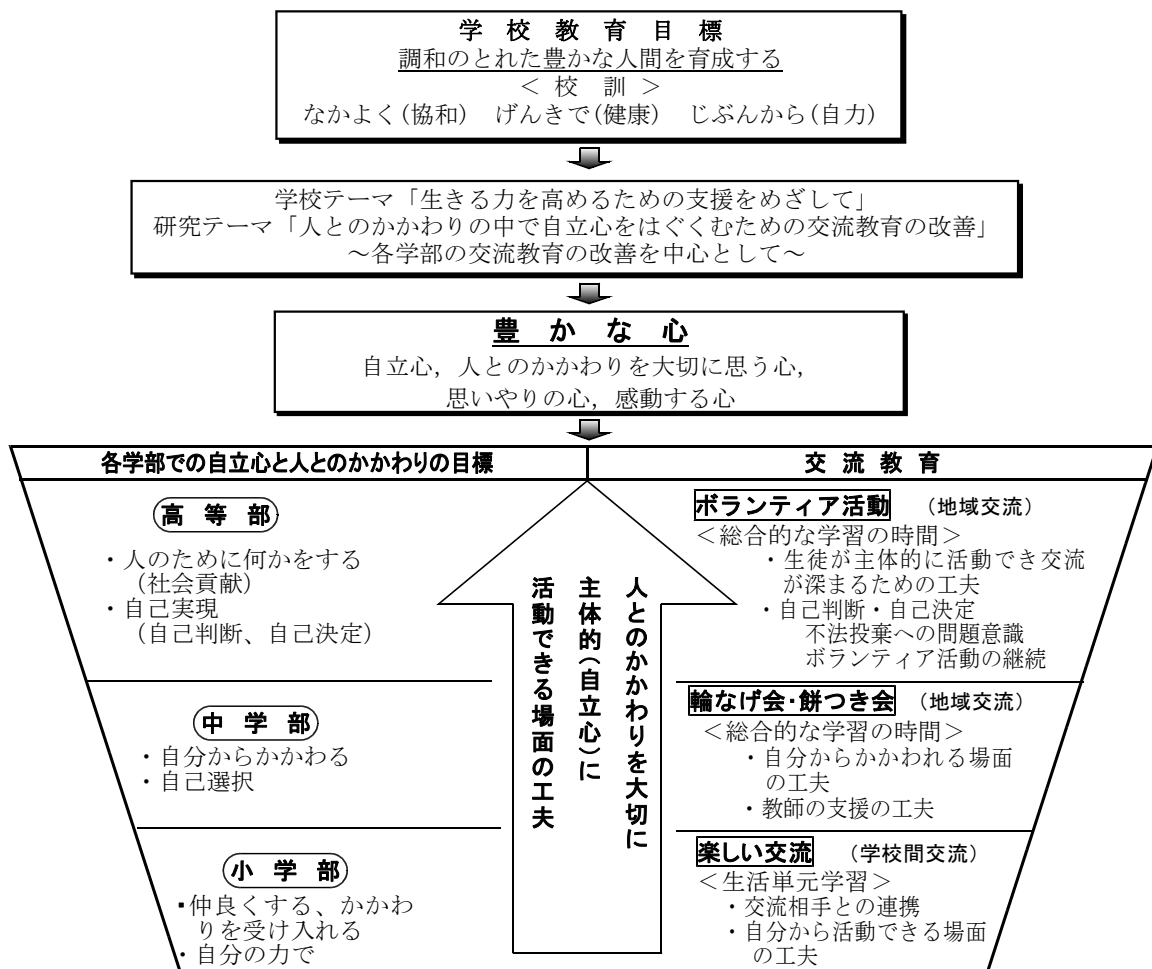 学校教育目標
調和のとれた豊かな人間を育成する
＜校訓＞
なかよく(協和)　げんきで(健康)　じぶんから(自力)
学校テーマ「生きる力を高めるための支援をめざして」
研究テーマ「人とのかかわりの中で自立心をはぐくむための交流教育の改善」
～各学部の交流教育の改善を中心として～
豊かな心
自立心，人とのかかわりを大切に思う心，
思いやりの心，感動する心
各学部での自立心と人とのかかわりの目標
交流教育
高等部
・人のために何かをする
(社会貢献)
・自己実現
(自己判断、自己決定)
中学部
・自分からかかわる
・自己選択
小学部
・仲良くする、かかわ
りを受け入れる
・自分の力で
人とのかかわりを大切に
主体的(自立心)に
活動できる場面の工夫
ボランティア活動　(地域交流)
＜総合的な学習の時間＞
・生徒が主体的に活動でき交流
が深まるための工夫
・自己判断・自己決定
不法投棄への問題意識
ボランティア活動の継続
輪なげ会・餅つき会　(地域交流)
＜総合的な学習の時間＞
・自分からかかわれる場面
の工夫
・教師の支援の工夫
楽しい交流　(学校間交流)
＜生活単元学習＞
・交流相手との連携
・自分から活動できる場面
の工夫